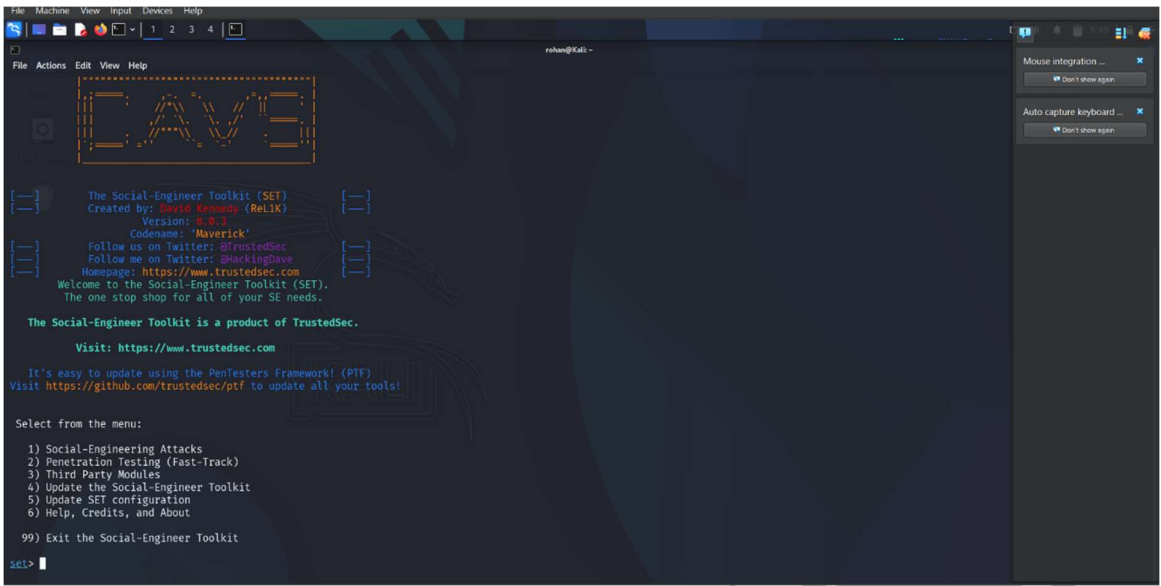 File Machine View Input Devices Help
1 2 3 4
rohan@Kali: ~
File Actions Edit View Help
[—] The Social-Engineer Toolkit (SET) [—]
[—] Created by: David Kennedy (ReL1K) [—]
Version: 8.0.3
Codename: 'Maverick'
[—] Follow us on Twitter: @TrustedSec [—]
[—] Follow me on Twitter: @HackingDave [—]
[—] Homepage: https://www.trustedsec.com [—]
Welcome to the Social-Engineer Toolkit (SET).
The one stop shop for all of your SE needs.
The Social-Engineer Toolkit is a product of TrustedSec.
Visit: https://www.trustedsec.com
It's easy to update using the PenTesters Framework! (PTF)
Visit https://github.com/trustedsec/ptf to update all your tools!
Select from the menu:
1) Social-Engineering Attacks
2) Penetration Testing (Fast-Track)
3) Third Party Modules
4) Update the Social-Engineer Toolkit
5) Update SET configuration
6) Help, Credits, and About
99) Exit the Social-Engineer Toolkit
set>
Mouse integration ...
Don't show again
Auto capture keyboard ...
Don't show again
KALI